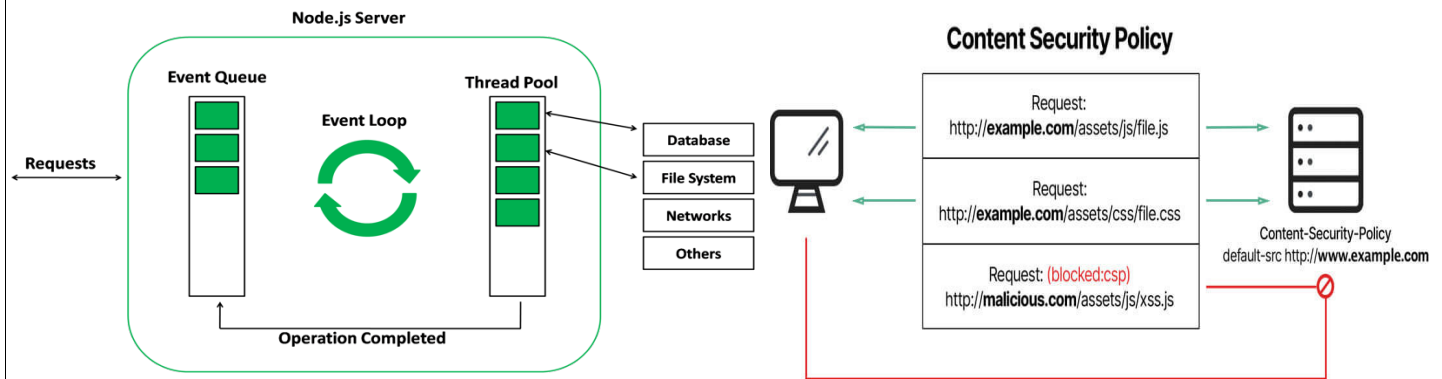 Node.js Server
Event Queue
Thread Pool
Event Loop
Requests
Database
File System
Networks
Others
Operation Completed
Content Security Policy
Request:
http://example.com/assets/js/file.js
Request:
http://example.com/assets/css/file.css
Request: (blocked:csp)
http://malicious.com/assets/js/xss.js
Content-Security-Policy
default-src http://www.example.com